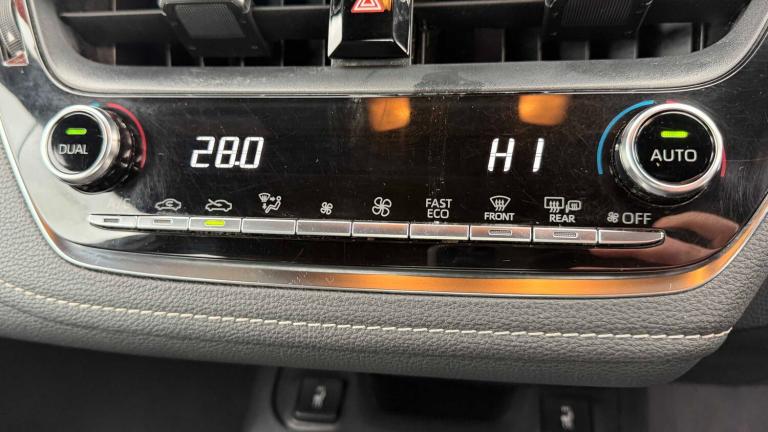 28.0
HI
DUAL
AUTO
FAST
ECO
FRONT
REAR
OFF